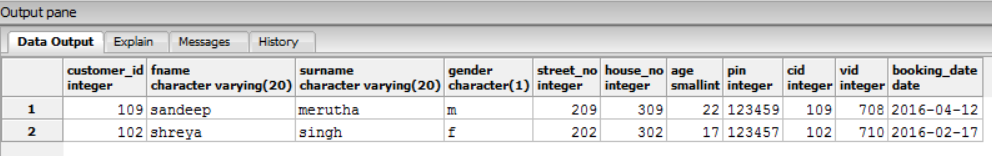 Output pane
Data Output Explain Messages History
customer_id fname surname gender street_no house_no age pin cid vid booking_date
integer character varying(20) character varying(20) character(1) integer integer smallint integer integer integer date
1 109 sandeep merutha m 209 309 22 123459 109 708 2016-04-12
2 102 shreya singh f 202 302 17 123457 102 710 2016-02-17